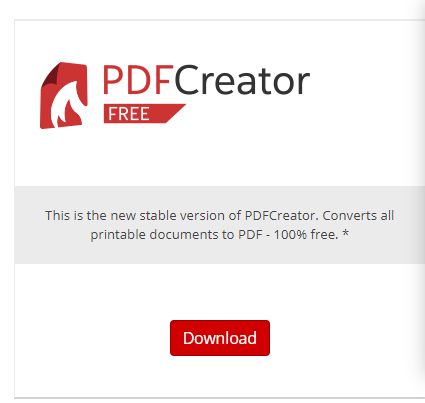 PDFCreator
FREE
This is the new stable version of PDFCreator. Converts all
printable documents to PDF - 100% free. *
Download